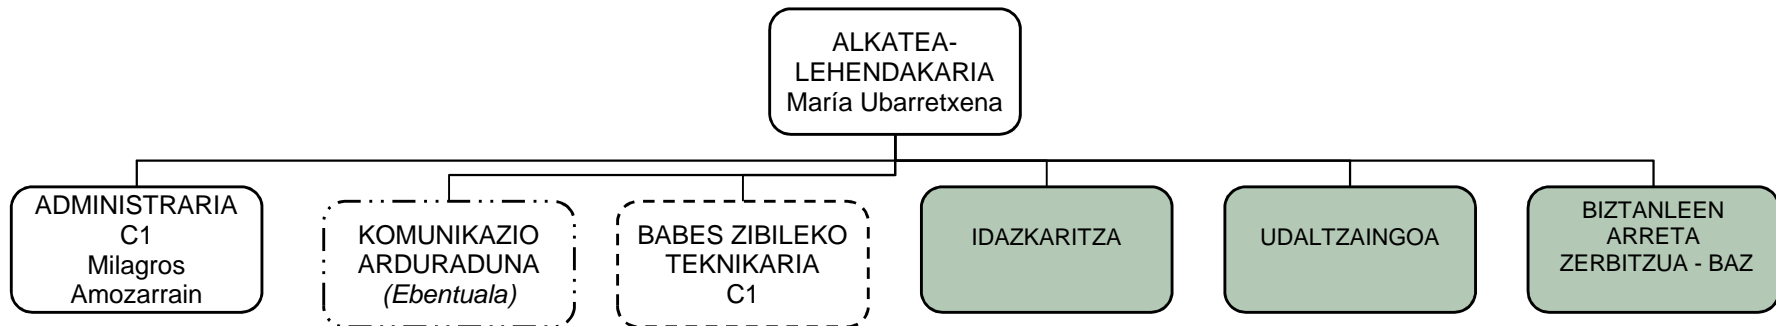 ALKATEA-
LEHENDAKARIA
María Ubarretxena
ADMINISTRARIA
C1
Milagros
Amozarrain
KOMUNIKAZIO
ARDURADUNA
(Ebentuala)
BABES ZIBILEKO
TEKNIKARIA
C1
IDAZKARITZA
UDALTZAINGOA
BIZTANLEEN
ARRETA
ZERBITZUA - BAZ